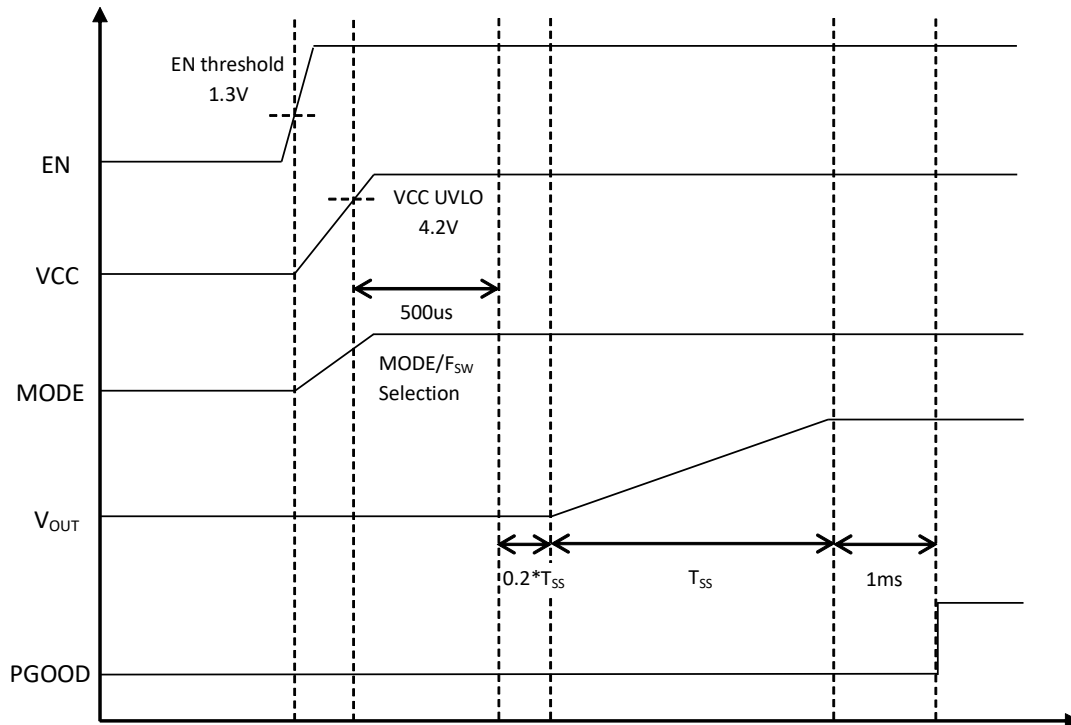 EN threshold
1.3V
EN
VCC UVLO
4.2V
VCC
500us
MODE/FSW
Selection
MODE
VOUT
0.2*TSS
TSS
1ms
PGOOD